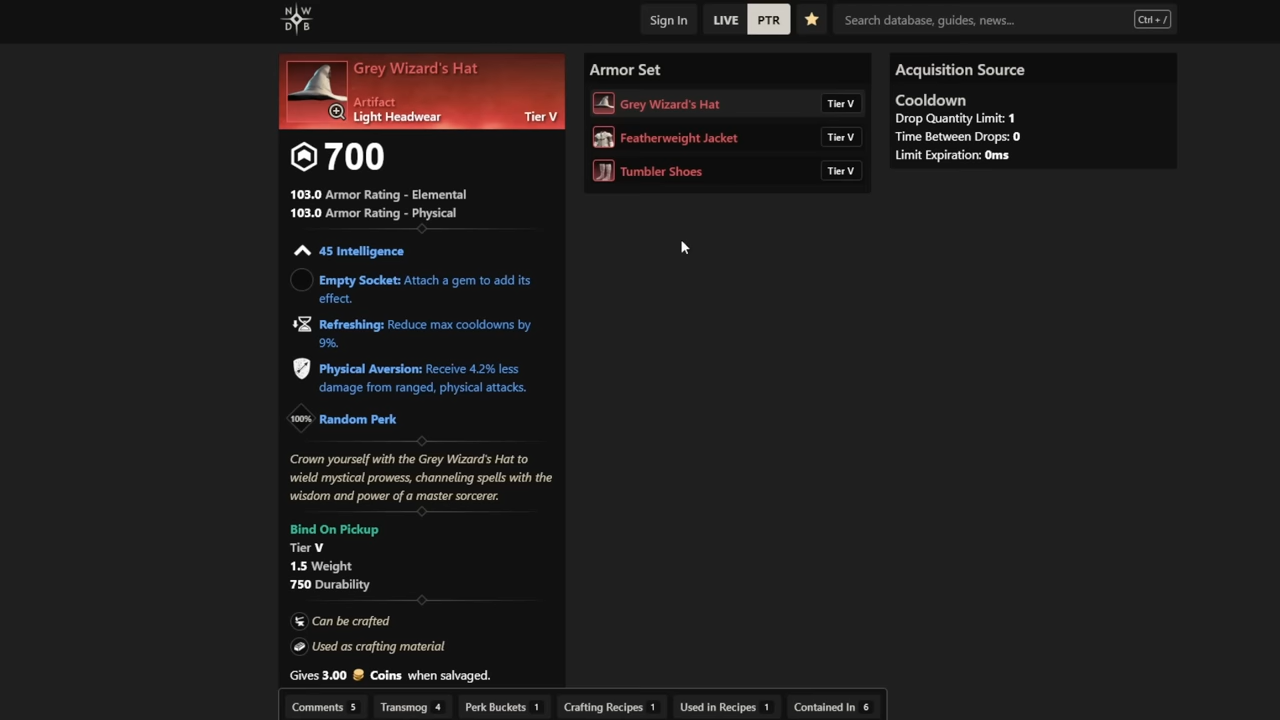 NW
DB
Sign In
LIVE
PTR
Search database, guides, news...
Ctrl + /
Grey Wizard's Hat
Artifact
Light Headwear
Tier V
700
103.0 Armor Rating - Elemental
103.0 Armor Rating - Physical
45 Intelligence
Empty Socket: Attach a gem to add its
effect.
Refreshing: Reduce max cooldowns by
9%.
Physical Aversion: Receive 4.2% less
damage from ranged, physical attacks.
100%
Random Perk
Crown yourself with the Grey Wizard's Hat to
wield mystical prowess, channeling spells with the
wisdom and power of a master sorcerer.
Bind On Pickup
Tier V
1.5 Weight
750 Durability
Can be crafted
Used as crafting material
Gives 3.00 Coins when salvaged.
Armor Set
Grey Wizard's Hat Tier V
Featherweight Jacket Tier V
Tumbler Shoes Tier V
Acquisition Source
Cooldown
Drop Quantity Limit: 1
Time Between Drops: 0
Limit Expiration: 0ms
Comments 5
Transmog 4
Perk Buckets 1
Crafting Recipes 1
Used in Recipes 1
Contained In 6